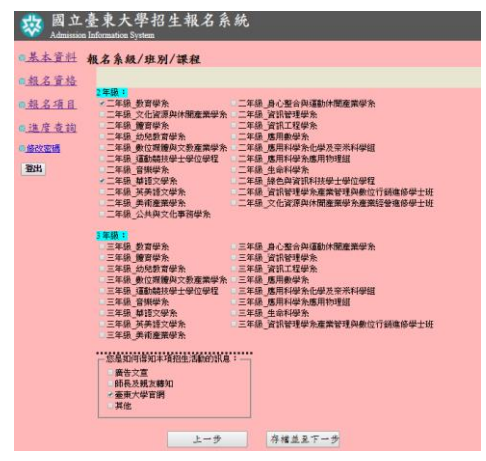 國立臺東大學招生報名系統
Admission Information System
基本資料
報名資格
報名項目
進度查詢
修改密碼
登出
報名系級/班別/課程
2年級：
二年級_教育學系 二年級_身心整合與運動休閒產業學系
二年級_文化資源與休閒產業學系 二年級_資訊管理學系
二年級_體育學系 二年級_資訊工程學系
二年級_幼兒教育學系 二年級_應用數學系
二年級_數位媒體與文教產業學系 二年級_應用科學系化學及奈米科學組
二年級_運動競技學士學位學程 二年級_應用科學系應用物理組
二年級_音樂學系 二年級_生命科學系
二年級_華語文學系 二年級_綠色與資訊科技學士學位學程
二年級_英美語文學系 二年級_資訊管理學系產業管理與數位行銷進修學士班
二年級_美術產業學系 二年級_文化資源與休閒產業學系產業經營進修學士班
二年級_公共與文化事務學系
3年級：
三年級_教育學系 三年級_身心整合與運動休閒產業學系
三年級_體育學系 三年級_資訊管理學系
三年級_幼兒教育學系 三年級_資訊工程學系
三年級_數位媒體與文教產業學系 三年級_應用數學系
三年級_運動競技學士學位學程 三年級_應用科學系化學及奈米科學組
三年級_音樂學系 三年級_應用科學系應用物理組
三年級_華語文學系 三年級_生命科學系
三年級_英美語文學系 三年級_資訊管理學系產業管理與數位行銷進修學士班
三年級_美術產業學系
您是如何得知本項招生活動的訊息：
廣告文宣
師長及親友轉知
臺東大學官網
其他
上一步 存檔並至下一步